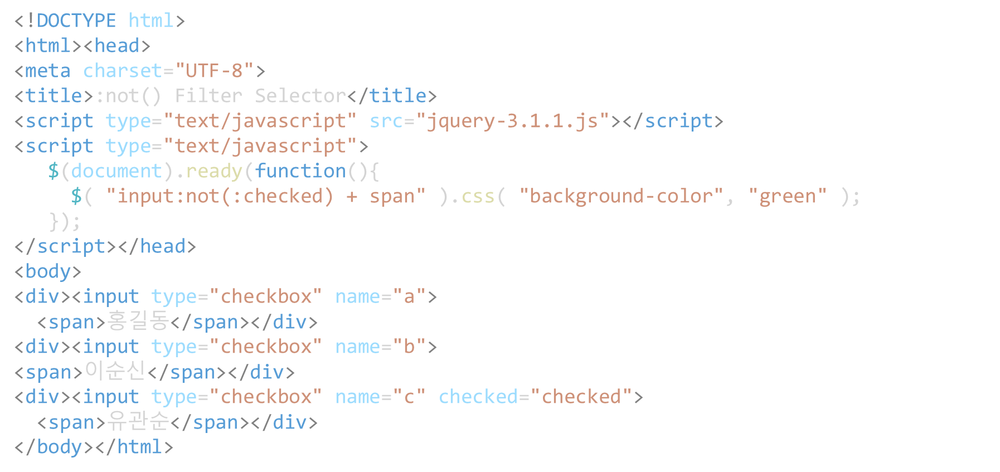 <!DOCTYPE html>
<html><head>
<meta charset="UTF-8">
<title>:not() Filter Selector</title>
<script type="text/javascript" src="jquery-3.1.1.js"></script>
<script type="text/javascript">
   $(document).ready(function(){
     $( "input:not(:checked) + span" ).css( "background-color", "green" );
   });
</script></head>
<body>
<div><input type="checkbox" name="a">
  <span>홍길동</span></div>
<div><input type="checkbox" name="b">
<span>이순신</span></div>
<div><input type="checkbox" name="c" checked="checked">
  <span>유관순</span></div>
</body></html>